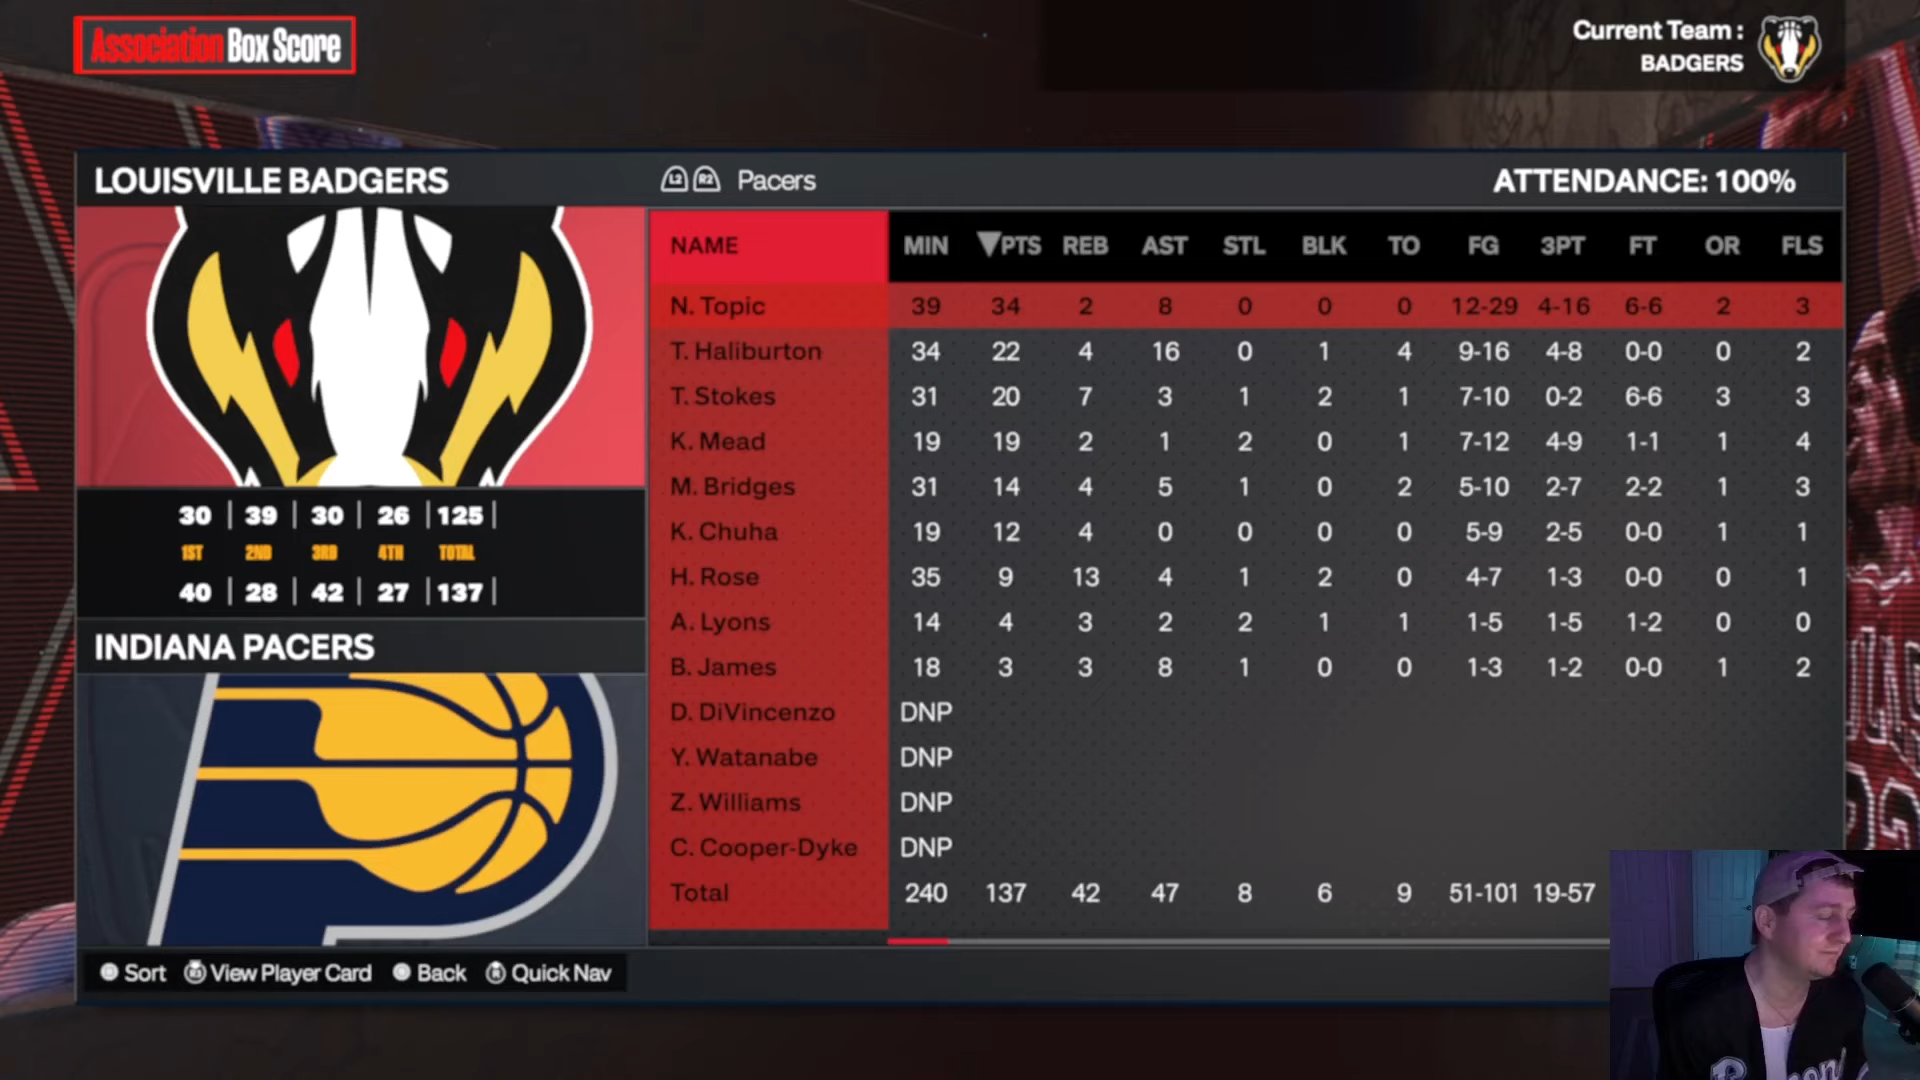 Association Box Score
Current Team :
BADGERS
LOUISVILLE BADGERS
L2 R2 Pacers
ATTENDANCE: 100%
NAME MIN ▼PTS REB AST STL BLK TO FG 3PT FT OR FLS
N. Topic 39 34 2 8 0 0 0 12-29 4-16 6-6 2 3
T. Haliburton 34 22 4 16 0 1 4 9-16 4-8 0-0 0 2
T. Stokes 31 20 7 3 1 2 1 7-10 0-2 6-6 3 3
K. Mead 19 19 2 1 2 0 1 7-12 4-9 1-1 1 4
M. Bridges 31 14 4 5 1 0 2 5-10 2-7 2-2 1 3
K. Chuha 19 12 4 0 0 0 0 5-9 2-5 0-0 1 1
H. Rose 35 9 13 4 1 2 0 4-7 1-3 0-0 0 1
A. Lyons 14 4 3 2 2 1 1 1-5 1-5 1-2 0 0
B. James 18 3 3 8 1 0 0 1-3 1-2 0-0 1 2
D. DiVincenzo DNP
Y. Watanabe DNP
Z. Williams DNP
C. Cooper-Dyke DNP
Total 240 137 42 47 8 6 9 51-101 19-57
30 | 39 | 30 | 26 | 125 |
1ST 2ND 3RD 4TH TOTAL
40 | 28 | 42 | 27 | 137 |
INDIANA PACERS
Sort View Player Card Back Quick Nav